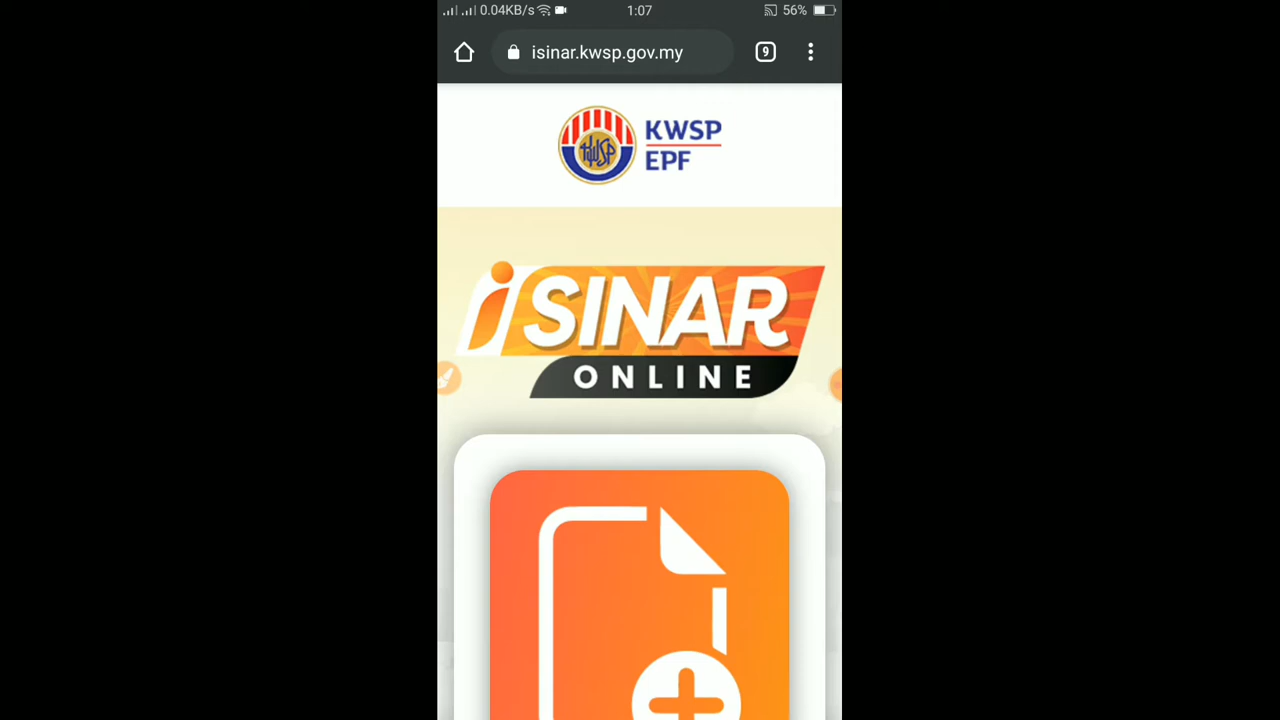 0.04KB/s 1:07 56%
isinar.kwsp.gov.my 9
KWSP
EPF
iSINAR
ONLINE